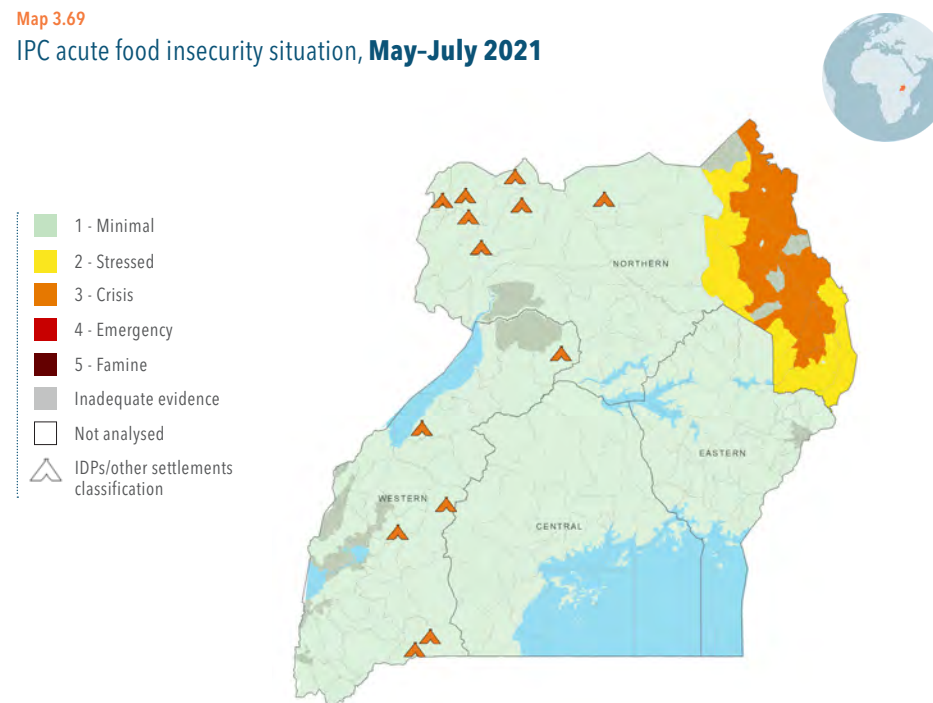 Map 3.69
IPC acute food insecurity situation, May–July 2021
1 - Minimal
2 - Stressed
3 - Crisis
4 - Emergency
5 - Famine
Inadequate evidence
Not analysed
IDPs/other settlements
classification
NORTHERN
EASTERN
WESTERN
CENTRAL